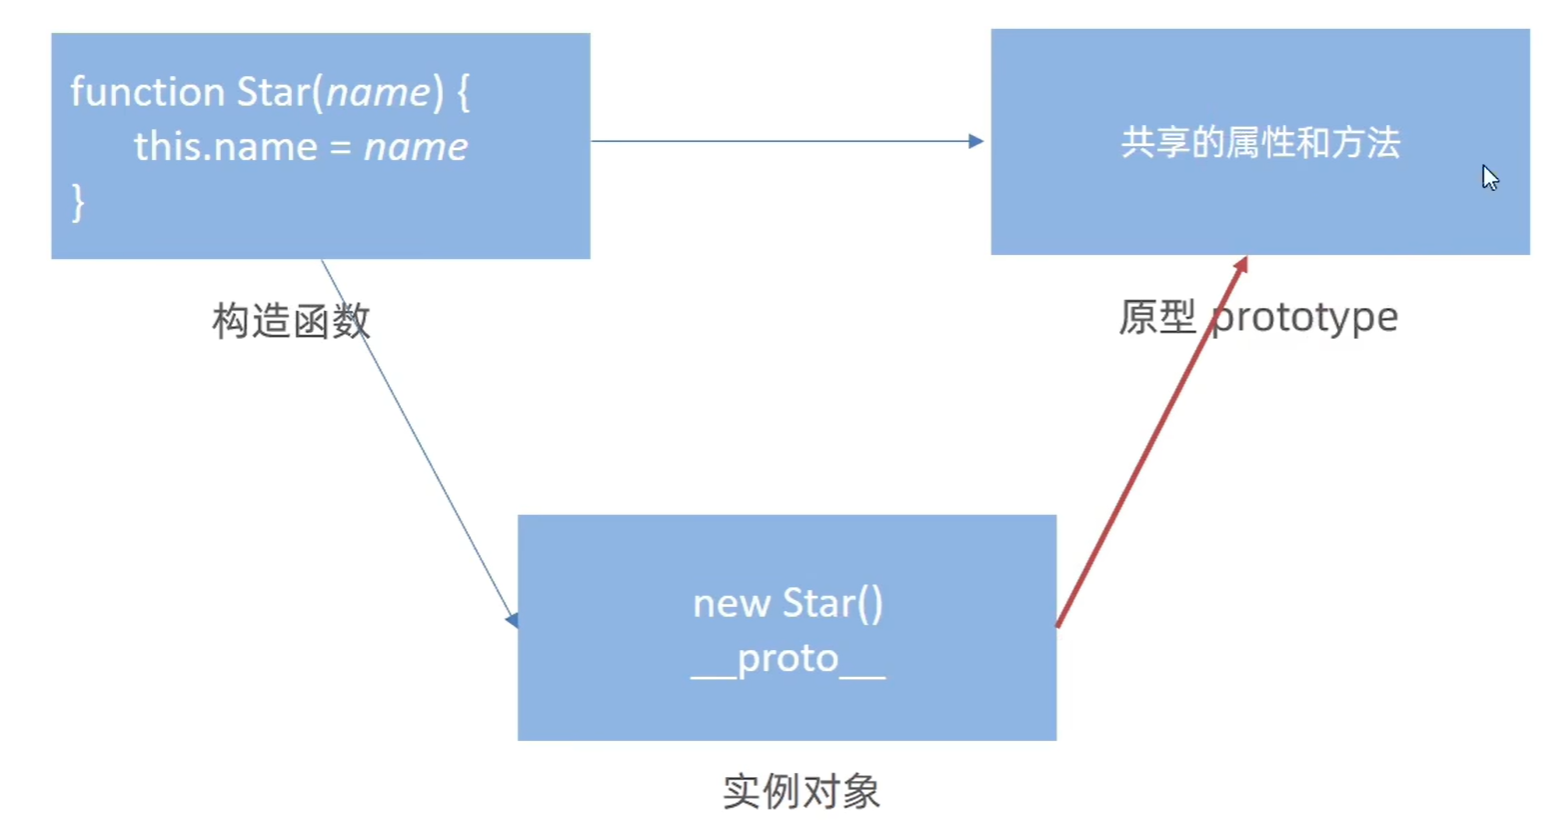 function Star(name) {
this.name = name
}
共享的属性和方法
构造函数
原型 prototype
new Star()
__proto__
实例对象